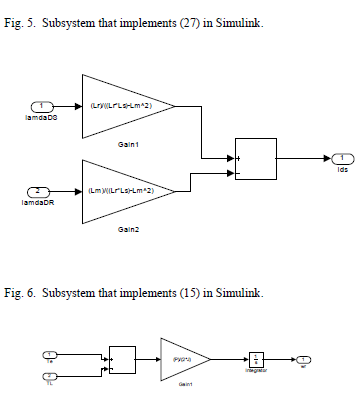 Fig. 5. Subsystem that implements (27) in Simulink.
1
lamdaDS
(Lr)/((Lr*Ls)-Lm^2)
Gain1
+
-
1
Ids
2
lamdaDR
(Lm)/((Lr*Ls)-Lm^2)
Gain2
Fig. 6. Subsystem that implements (15) in Simulink.
1
Te
2
TL
+
-
(P)/(2*J)
Gain1
1
s
Integrator
1
wr